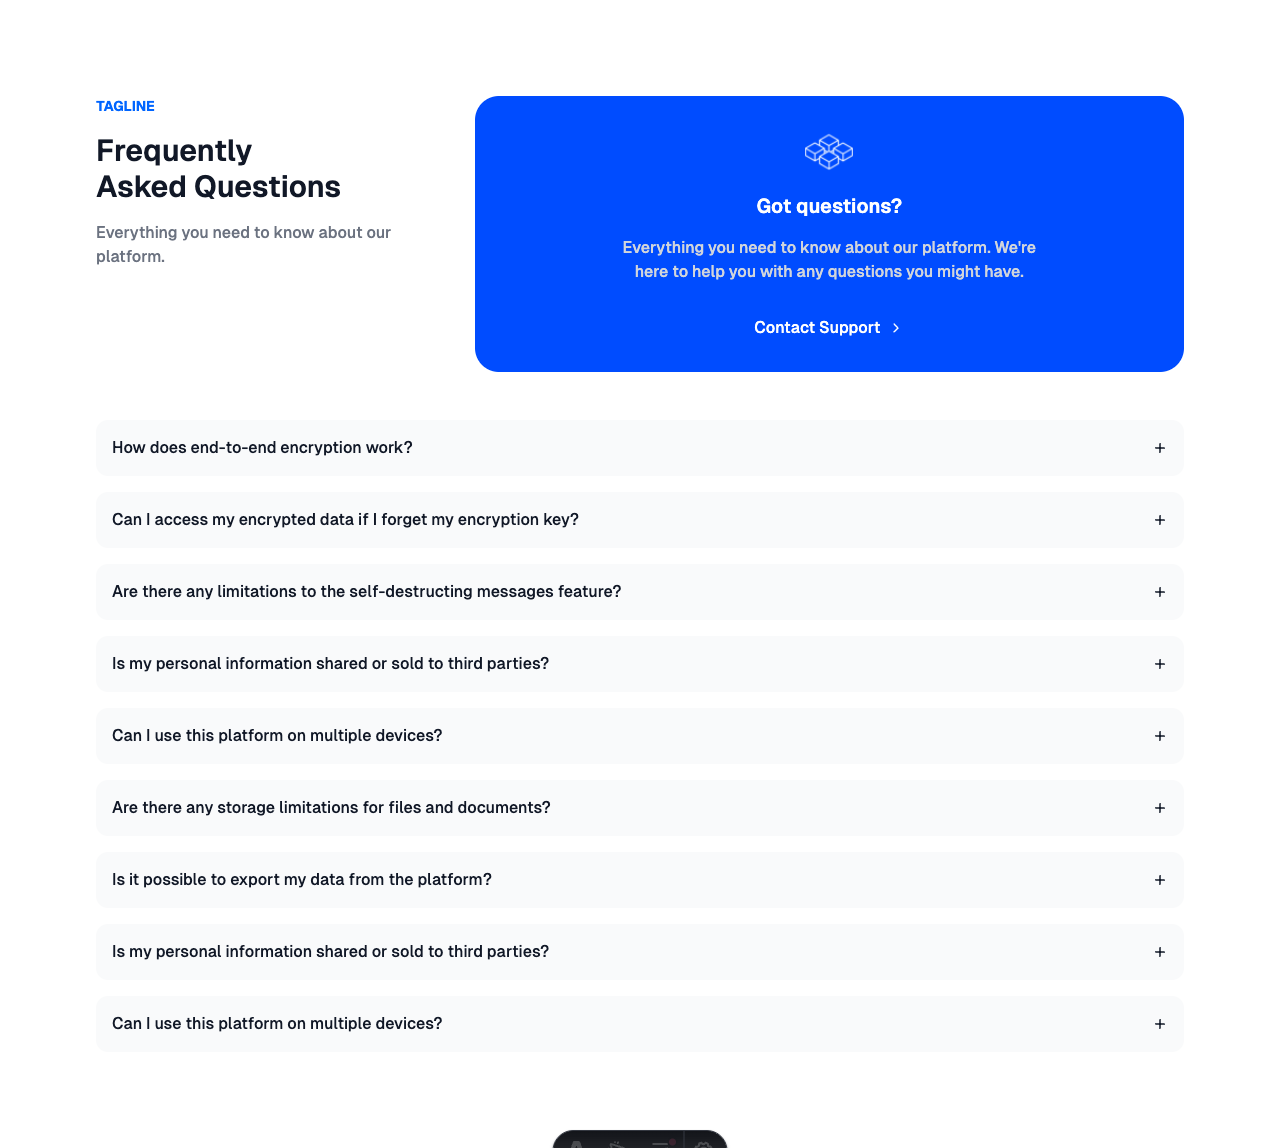 TAGLINE
Frequently
Asked Questions
Everything you need to know about our
platform.
Got questions?
Everything you need to know about our platform. We're
here to help you with any questions you might have.
Contact Support
How does end-to-end encryption work?
Can I access my encrypted data if I forget my encryption key?
Are there any limitations to the self-destructing messages feature?
Is my personal information shared or sold to third parties?
Can I use this platform on multiple devices?
Are there any storage limitations for files and documents?
Is it possible to export my data from the platform?
Is my personal information shared or sold to third parties?
Can I use this platform on multiple devices?